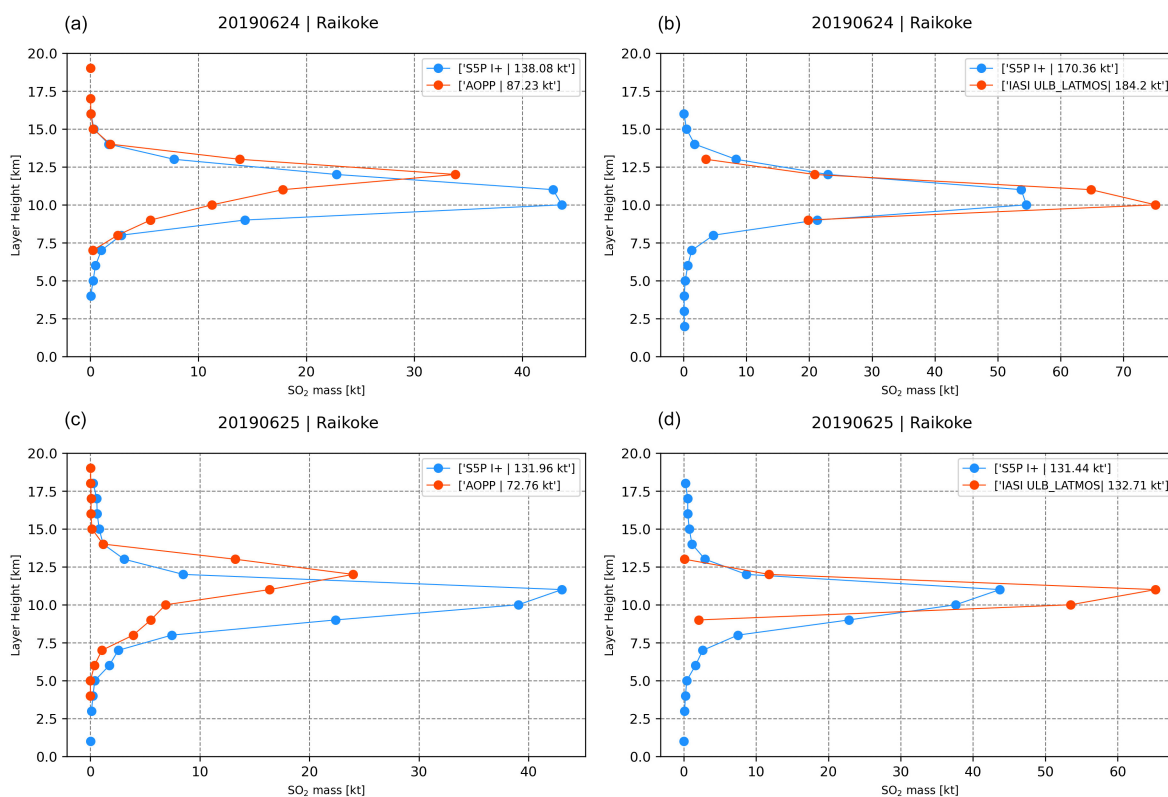 (a)
20190624 | Raikoke
20.0
17.5
15.0
12.5
10.0
7.5
5.0
2.5
0.0
Layer Height [km]
['S5P I+ | 138.08 kt']
['AOPP | 87.23 kt']
0 10 20 30 40
SO₂ mass [kt]
(b)
20190624 | Raikoke
20.0
17.5
15.0
12.5
10.0
7.5
5.0
2.5
0.0
Layer Height [km]
['S5P I+ | 170.36 kt']
['IASI ULB_LATMOS| 184.2 kt']
0 10 20 30 40 50 60 70
SO₂ mass [kt]
(c)
20190625 | Raikoke
20.0
17.5
15.0
12.5
10.0
7.5
5.0
2.5
0.0
Layer Height [km]
['S5P I+ | 131.96 kt']
['AOPP | 72.76 kt']
0 10 20 30 40
SO₂ mass [kt]
(d)
20190625 | Raikoke
20.0
17.5
15.0
12.5
10.0
7.5
5.0
2.5
0.0
Layer Height [km]
['S5P I+ | 131.44 kt']
['IASI ULB_LATMOS| 132.71 kt']
0 10 20 30 40 50 60
SO₂ mass [kt]